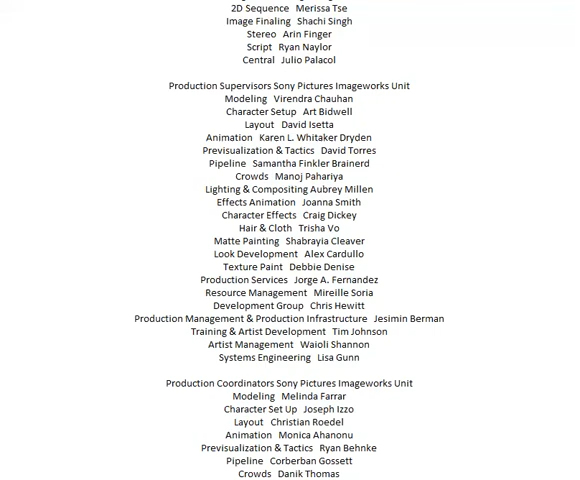 2D Sequence Merissa Tse
Image Finaling Shachi Singh
Stereo Arin Finger
Script Ryan Naylor
Central Julio Palacol
Production Supervisors Sony Pictures Imageworks Unit
Modeling Virendra Chauhan
Character Setup Art Bidwell
Layout David Isetta
Animation Karen L. Whitaker Dryden
Previsualization & Tactics David Torres
Pipeline Samantha Finkler Brainerd
Crowds Manoj Pahariya
Lighting & Compositing Aubrey Millen
Effects Animation Joanna Smith
Character Effects Craig Dickey
Hair & Cloth Trisha Vo
Matte Painting Shabrayia Cleaver
Look Development Alex Cardullo
Texture Paint Debbie Denise
Production Services Jorge A. Fernandez
Resource Management Mireille Soria
Development Group Chris Hewitt
Production Management & Production Infrastructure Jesimin Berman
Training & Artist Development Tim Johnson
Artist Management Waioli Shannon
Systems Engineering Lisa Gunn
Production Coordinators Sony Pictures Imageworks Unit
Modeling Melinda Farrar
Character Set Up Joseph Izzo
Layout Christian Roedel
Animation Monica Ahanonu
Previsualization & Tactics Ryan Behnke
Pipeline Corberban Gossett
Crowds Danik Thomas